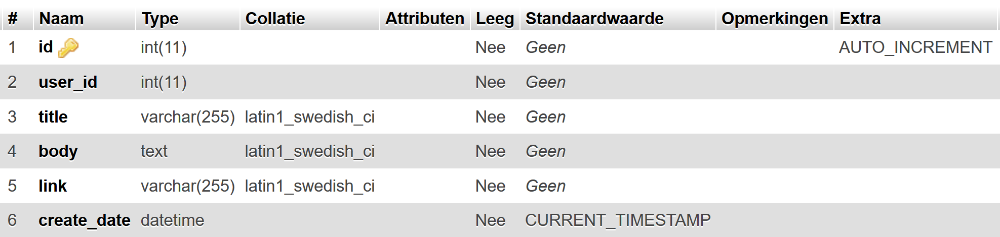 # Naam Type Collatie Attributen Leeg Standaardwaarde Opmerkingen Extra
1 id int(11) Nee Geen AUTO_INCREMENT
2 user_id int(11) Nee Geen
3 title varchar(255) latin1_swedish_ci Nee Geen
4 body text latin1_swedish_ci Nee Geen
5 link varchar(255) latin1_swedish_ci Nee Geen
6 create_date datetime Nee CURRENT_TIMESTAMP